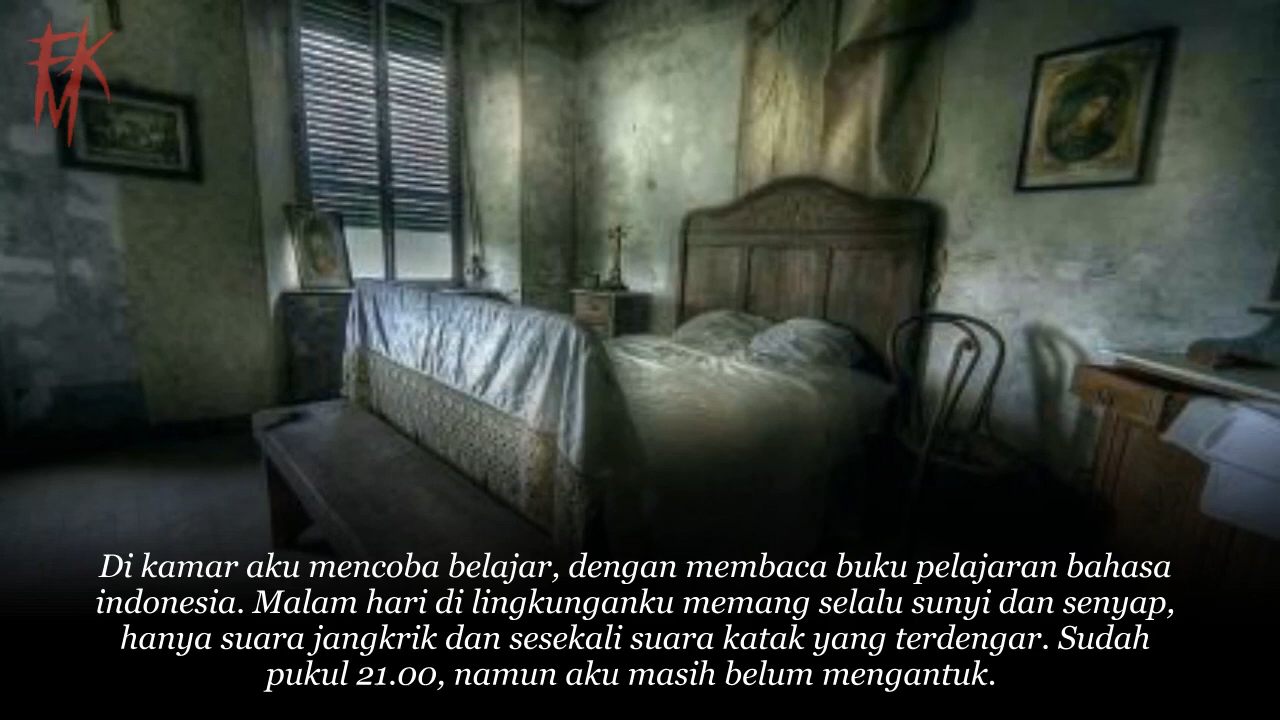 FKM
Di kamar aku mencoba belajar, dengan membaca buku pelajaran bahasa
indonesia. Malam hari di lingkunganku memang selalu sunyi dan senyap,
hanya suara jangkrik dan sesekali suara katak yang terdengar. Sudah
pukul 21.00, namun aku masih belum mengantuk.